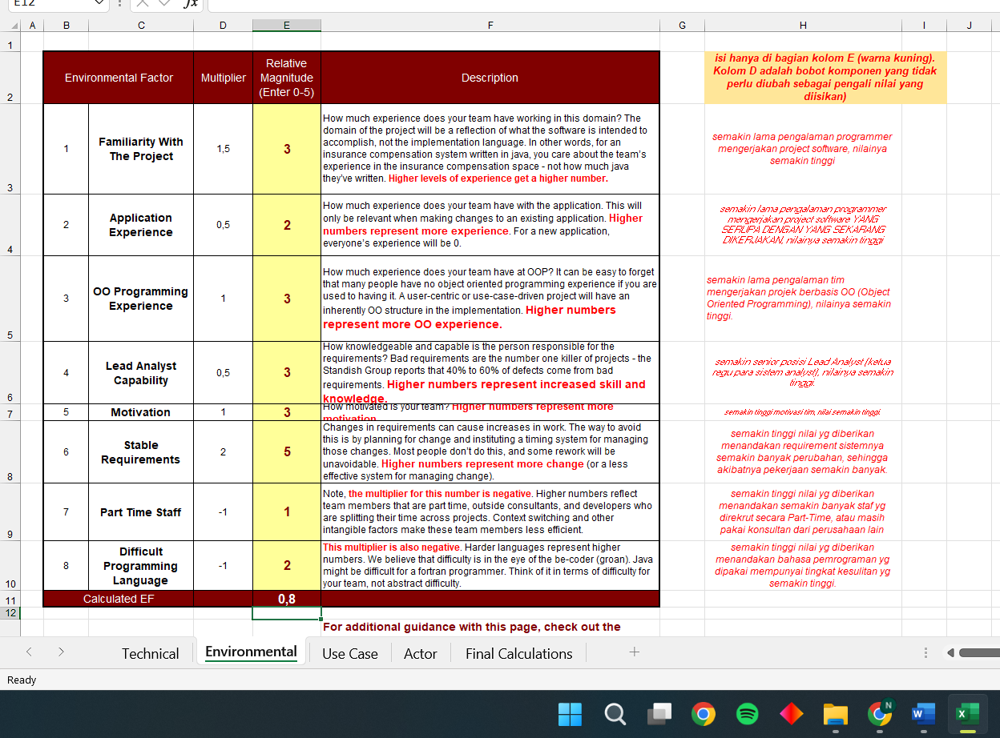 E12
fx
A B C D E F G H I J
1
2
Environmental Factor
Multiplier
Relative
Magnitude
(Enter 0-5)
Description
isi hanya di bagian kolom E (warna kuning).
Kolom D adalah bobot komponen yang tidak
perlu diubah sebagai pengali nilai yang
diisikan)
3
1
Familiarity With
The Project
1,5
3
How much experience does your team have working in this domain? The
domain of the project will be a reflection of what the software is intended to
accomplish, not the implementation language. In other words, for an
insurance compensation system written in java, you care about the team's
experience in the insurance compensation space - not how much java
they've written. Higher levels of experience get a higher number.
semakin lama pengalaman programmer
mengerjakan project software, nilainya
semakin tinggi
4
2
Application
Experience
0,5
2
How much experience does your team have with the application. This will
only be relevant when making changes to an existing application. Higher
numbers represent more experience. For a new application,
everyone's experience will be 0.
semakin lama pengalaman programmer
mengerjakan project software YANG
SERUPA DENGAN YANG SEKARANG
DIKERJAKAN, nilainya semakin tinggi
5
3
OO Programming
Experience
1
3
How much experience does your team have at OOP? It can be easy to forget
that many people have no object oriented programming experience if you are
used to having it. A user-centric or use-case-driven project will have an
inherently OO structure in the implementation. Higher numbers
represent more OO experience.
semakin lama pengalaman tim
mengerjakan projek berbasis OO (Object
Oriented Programming), nilainya semakin
tinggi.
6
4
Lead Analyst
Capability
0,5
3
How knowledgeable and capable is the person responsible for the
requirements? Bad requirements are the number one killer of projects - the
Standish Group reports that 40% to 60% of defects come from bad
requirements. Higher numbers represent increased skill and
knowledge.
semakin senior posisi Lead Analyst (ketua
regu para sistem analyst), nilainya semakin
tinggi.
7
5
Motivation
1
3
How motivated is your team? Higher numbers represent more
motivation
semakin tinggi motivasi tim, nilai semakin tinggi.
8
6
Stable
Requirements
2
5
Changes in requirements can cause increases in work. The way to avoid
this is by planning for change and instituting a timing system for managing
those changes. Most people don't do this, and some rework will be
unavoidable. Higher numbers represent more change (or a less
effective system for managing change).
semakin tinggi nilai yg diberikan
menandakan requirement sistemnya
semakin banyak perubahan, sehingga
akibatnya pekerjaan semakin banyak.
9
7
Part Time Staff
-1
1
Note, the multiplier for this number is negative. Higher numbers reflect
team members that are part time, outside consultants, and developers who
are splitting their time across projects. Context switching and other
intangible factors make these team members less efficient.
semakin tinggi nilai yg diberikan
menandakan semakin banyak staf yg
direkrut secara Part-Time, atau masih
pakai konsultan dari perusahaan lain
10
8
Difficult
Programming
Language
-1
2
This multiplier is also negative. Harder languages represent higher
numbers. We believe that difficulty is in the eye of the be-coder (groan). Java
might be difficult for a fortran programmer. Think of it in terms of difficulty for
your team, not abstract difficulty.
semakin tinggi nilai yg diberikan
menandakan bahasa pemrograman yg
dipakai mempunyai tingkat kesulitan yg
semakin tinggi.
11
Calculated EF
0,8
12
For additional guidance with this page, check out the
Technical Environmental Use Case Actor Final Calculations
Ready
N
W
X